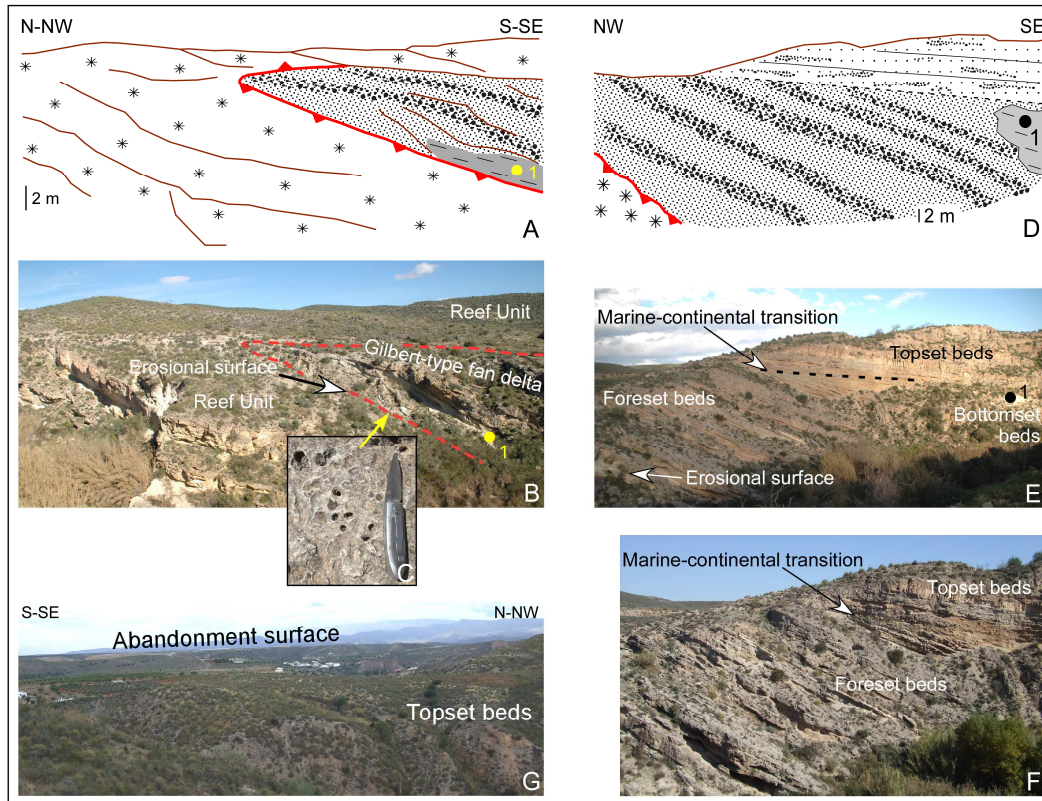 N-NW
S-SE
1
2 m
A
NW
SE
1
2 m
D
Reef Unit
Gilbert-type fan delta
Erosional surface
Reef Unit
1
B
C
Marine-continental transition
Topset beds
1
Foreset beds
Bottomset
beds
Erosional surface
E
S-SE
N-NW
Abandonment surface
Topset beds
G
Marine-continental transition
Topset beds
Foreset beds
F